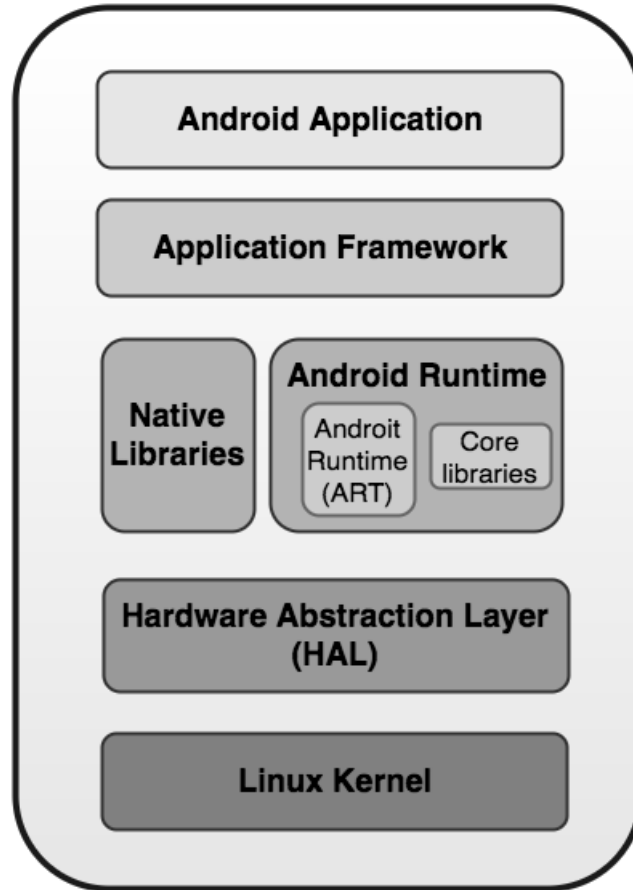 Android Application
Application Framework
Native
Libraries
Android Runtime
Androit
Runtime
(ART)
Core
libraries
Hardware Abstraction Layer
(HAL)
Linux Kernel